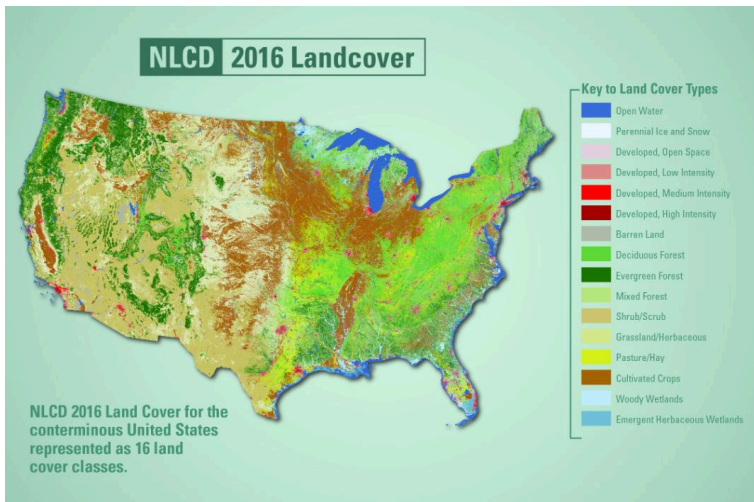 NLCD 2016 Landcover
Key to Land Cover Types
Open Water
Perennial Ice and Snow
Developed, Open Space
Developed, Low Intensity
Developed, Medium Intensity
Developed, High Intensity
Barren Land
Deciduous Forest
Evergreen Forest
Mixed Forest
Shrub/Scrub
Grassland/Herbaceous
Pasture/Hay
Cultivated Crops
Woody Wetlands
Emergent Herbaceous Wetlands
NLCD 2016 Land Cover for the
conterminous United States
represented as 16 land
cover classes.